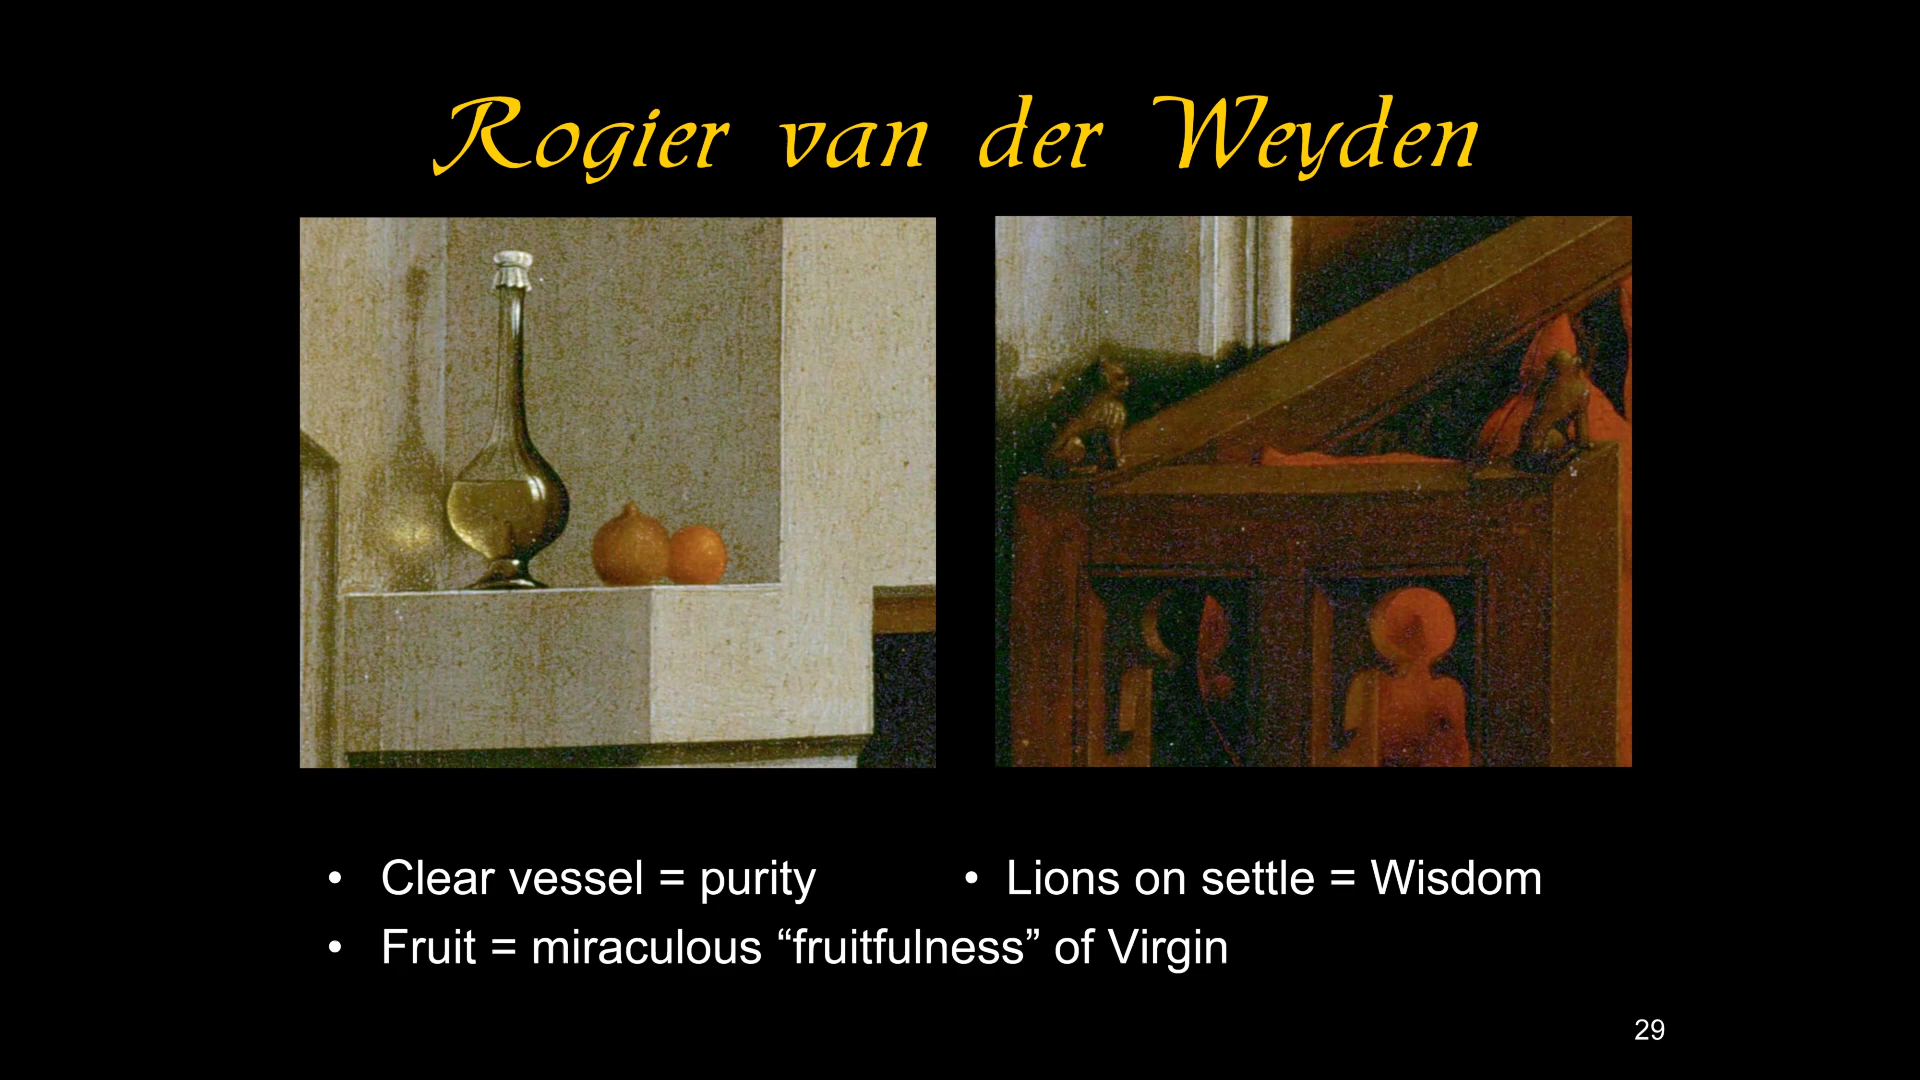 Rogier van der Weyden
• Clear vessel = purity
• Lions on settle = Wisdom
• Fruit = miraculous “fruitfulness” of Virgin
29